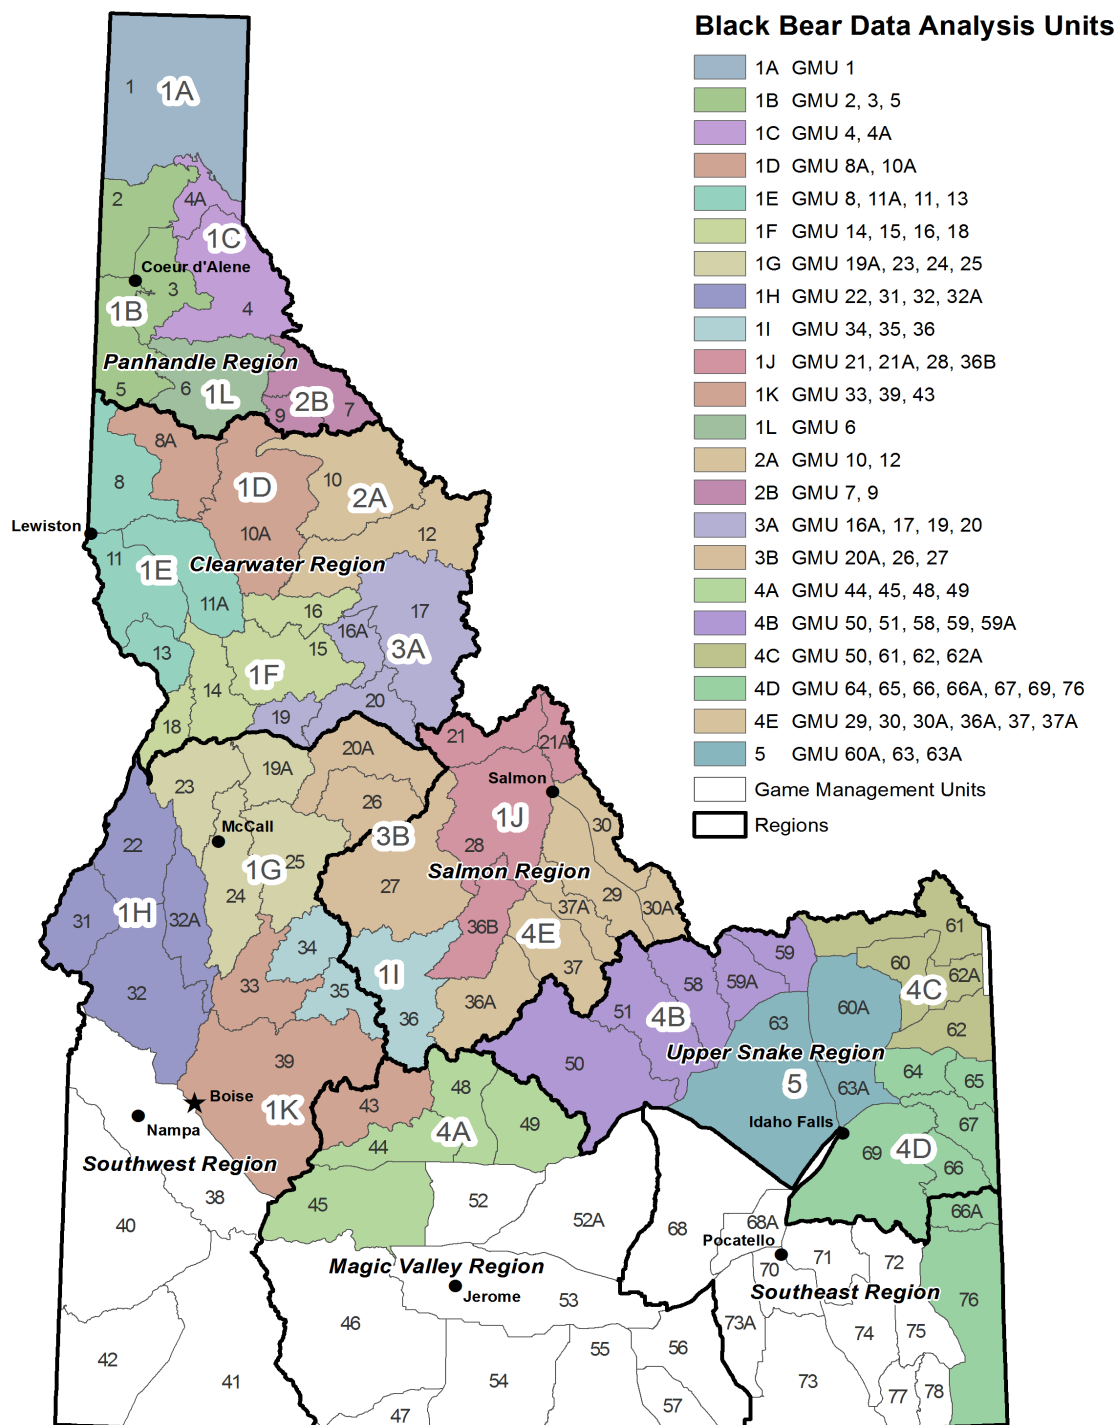 Black Bear Data Analysis Units
1A GMU 1
1B GMU 2, 3, 5
1C GMU 4, 4A
1D GMU 8A, 10A
1E GMU 8, 11A, 11, 13
1F GMU 14, 15, 16, 18
1G GMU 19A, 23, 24, 25
1H GMU 22, 31, 32, 32A
1I GMU 34, 35, 36
1J GMU 21, 21A, 28, 36B
1K GMU 33, 39, 43
1L GMU 6
2A GMU 10, 12
2B GMU 7, 9
3A GMU 16A, 17, 19, 20
3B GMU 20A, 26, 27
4A GMU 44, 45, 48, 49
4B GMU 50, 51, 58, 59, 59A
4C GMU 50, 61, 62, 62A
4D GMU 64, 65, 66, 66A, 67, 69, 76
4E GMU 29, 30, 30A, 36A, 37, 37A
5 GMU 60A, 63, 63A
Game Management Units
Regions
1
1A
2
4A
1C
Coeur d'Alene
3
1B
4
Panhandle Region
5
6
1L
2B
9
7
8A
8
1D
10
2A
Lewiston
10A
12
11
1E
Clearwater Region
11A
16
17
16A
13
15
3A
1F
14
20
18
19
21
21A
20A
23
19A
Salmon
26
1J
30
McCall
22
3B
28
25
1G
Salmon Region
24
27
29
37A
30A
1H
31
32A
36B
4E
34
61
59
60
62A
37
1I
58
59A
4C
33
35
32
36A
60A
51
4B
36
63
62
Upper Snake Region
39
50
64
65
5
63A
48
Boise
1K
43
Nampa
49
Idaho Falls
67
4A
44
69
4D
Southwest Region
66
38
45
52
66A
40
52A
68
68A
Pocatello
71
72
Magic Valley Region
70
Jerome
Southeast Region
53
76
46
73A
74
75
42
55
56
41
54
73
77
78
57
47